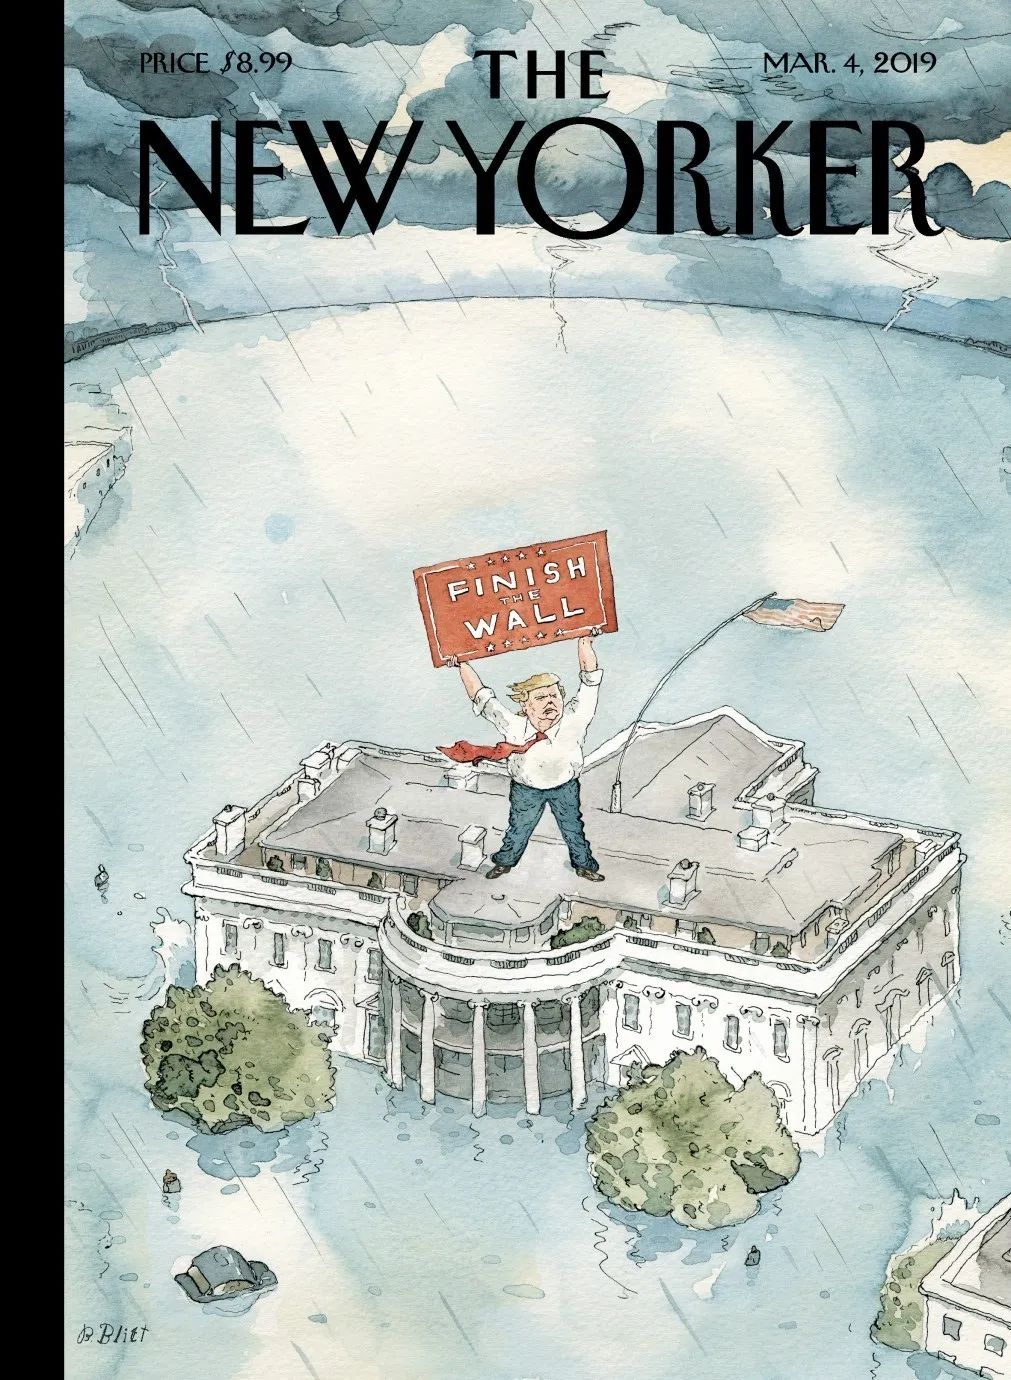 PRICE $8.99
THE
MAR. 4, 2019
NEW YORKER
FINISH
THE
WALL
B. Blitt